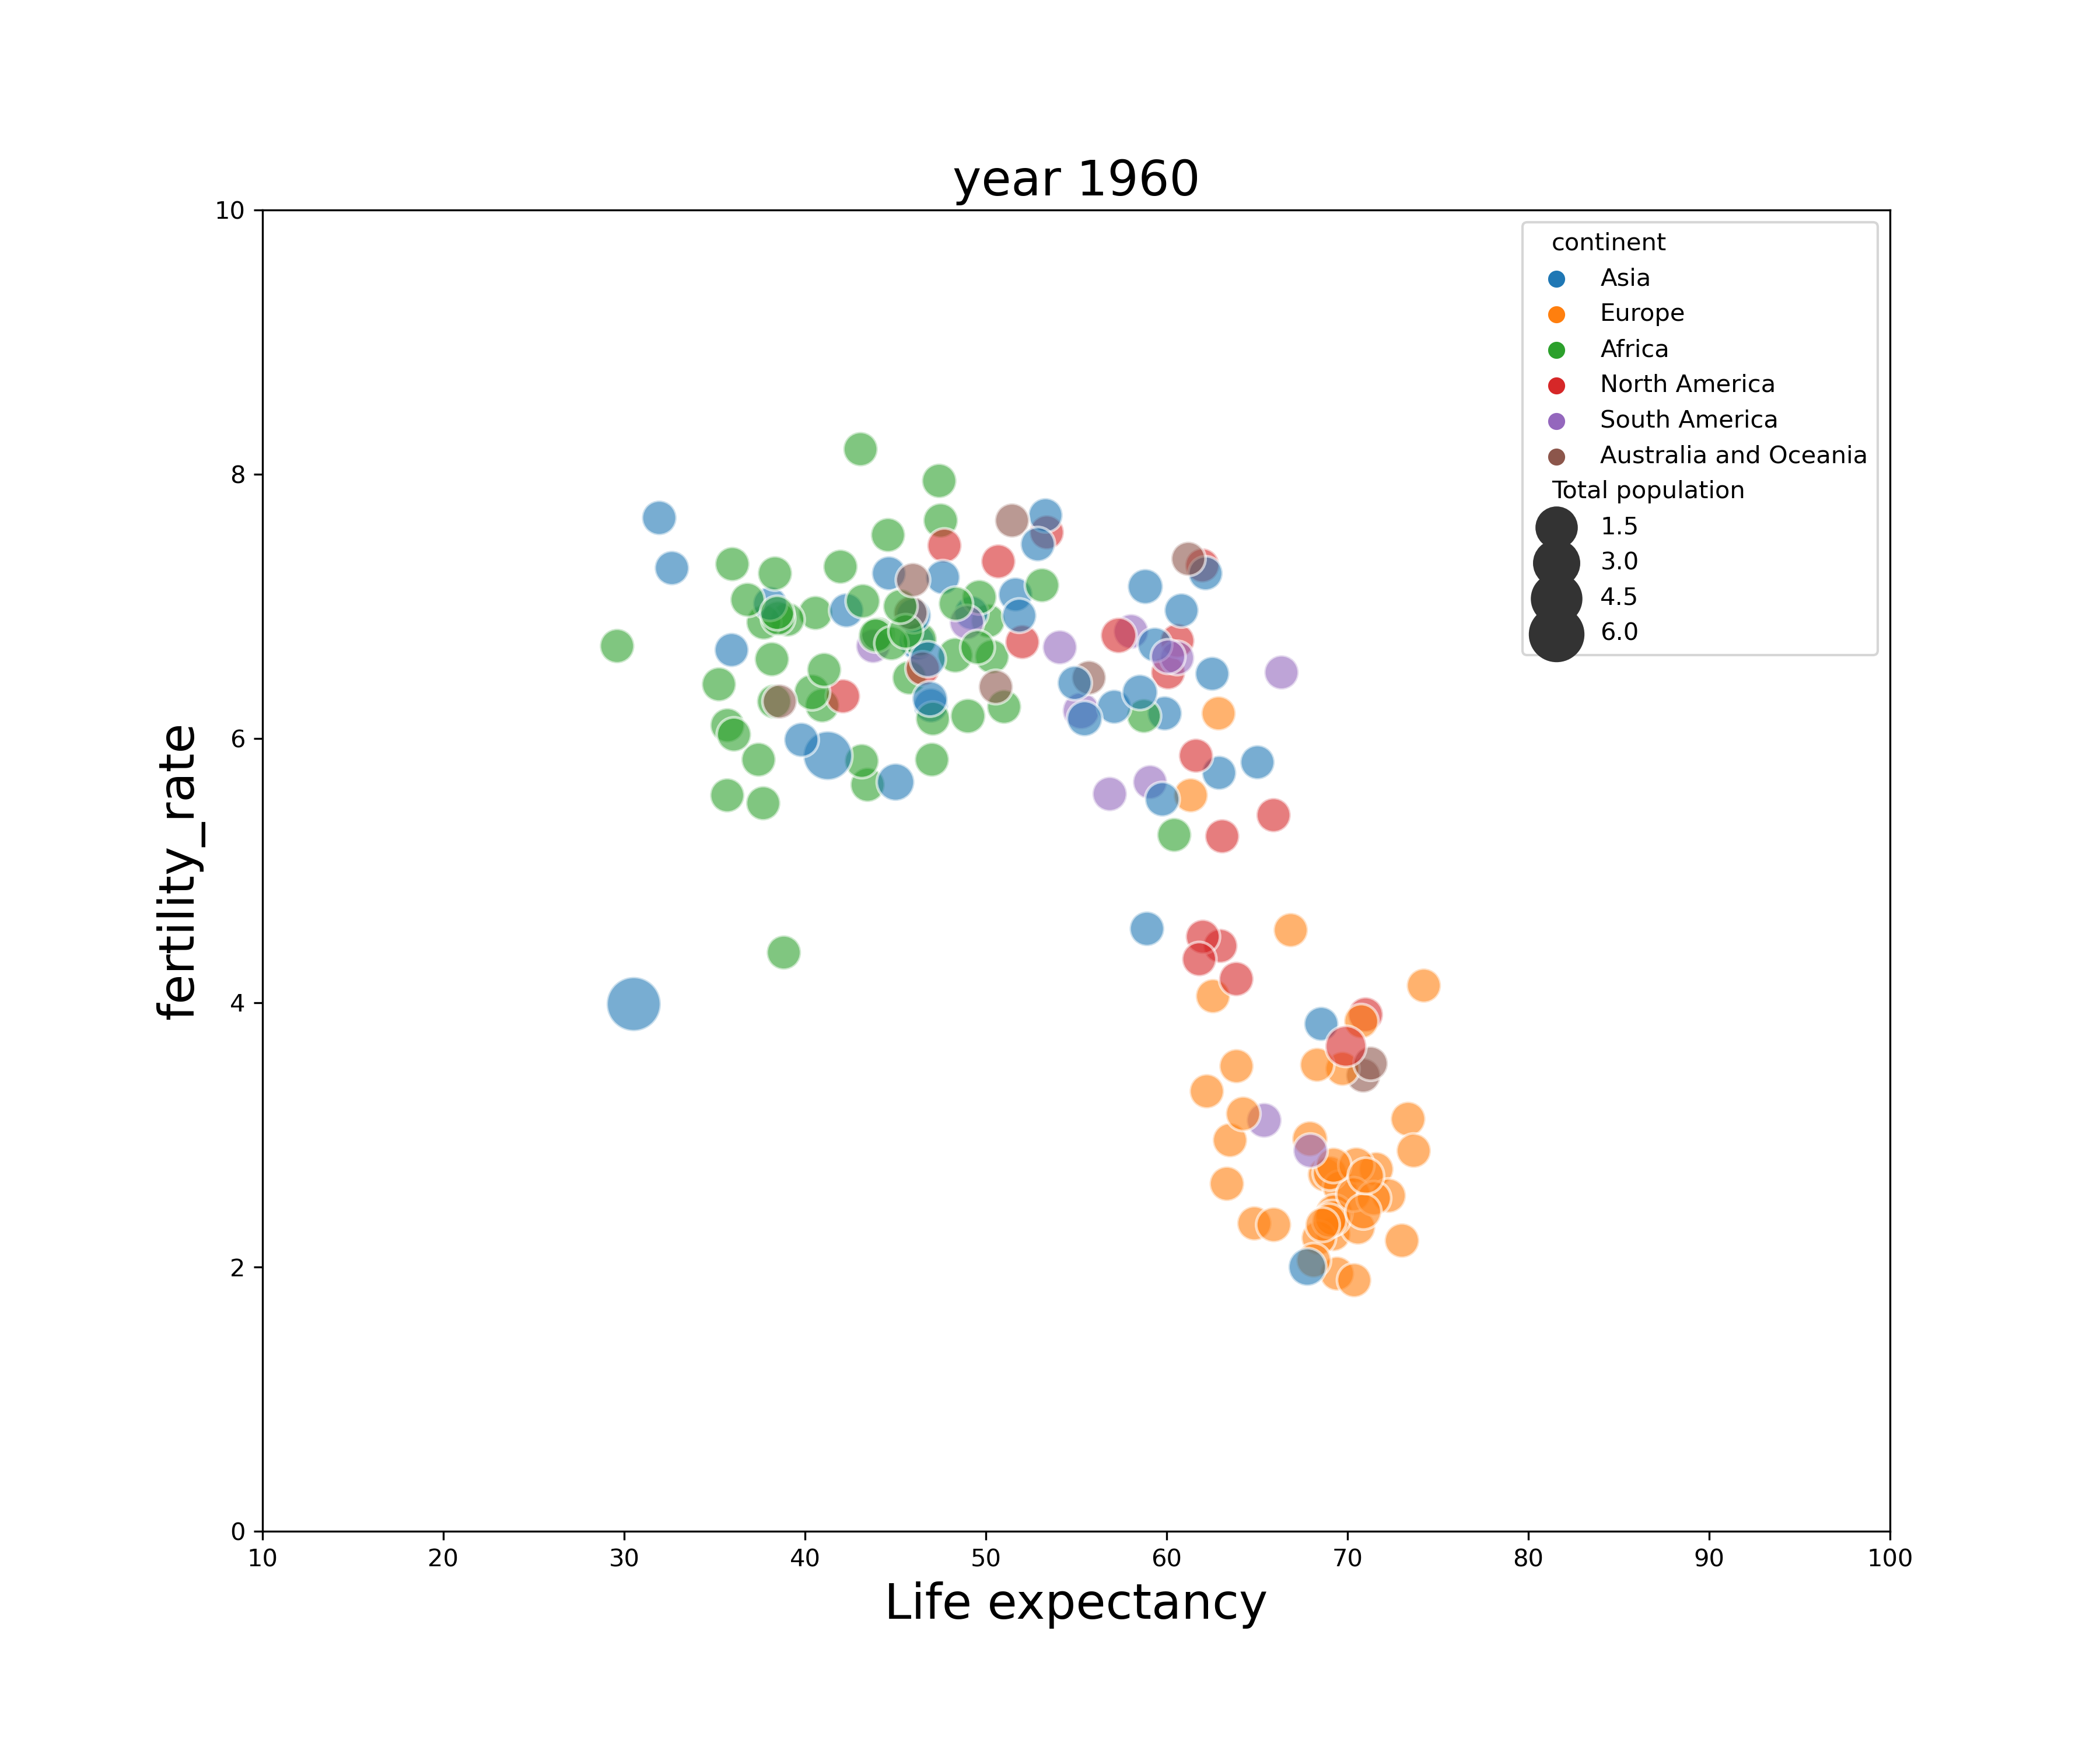 year 1960
10
8
6
4
2
0
fertility_rate
10 20 30 40 50 60 70 80 90 100
Life expectancy
continent
Asia
Europe
Africa
North America
South America
Australia and Oceania
Total population
1.5
3.0
4.5
6.0